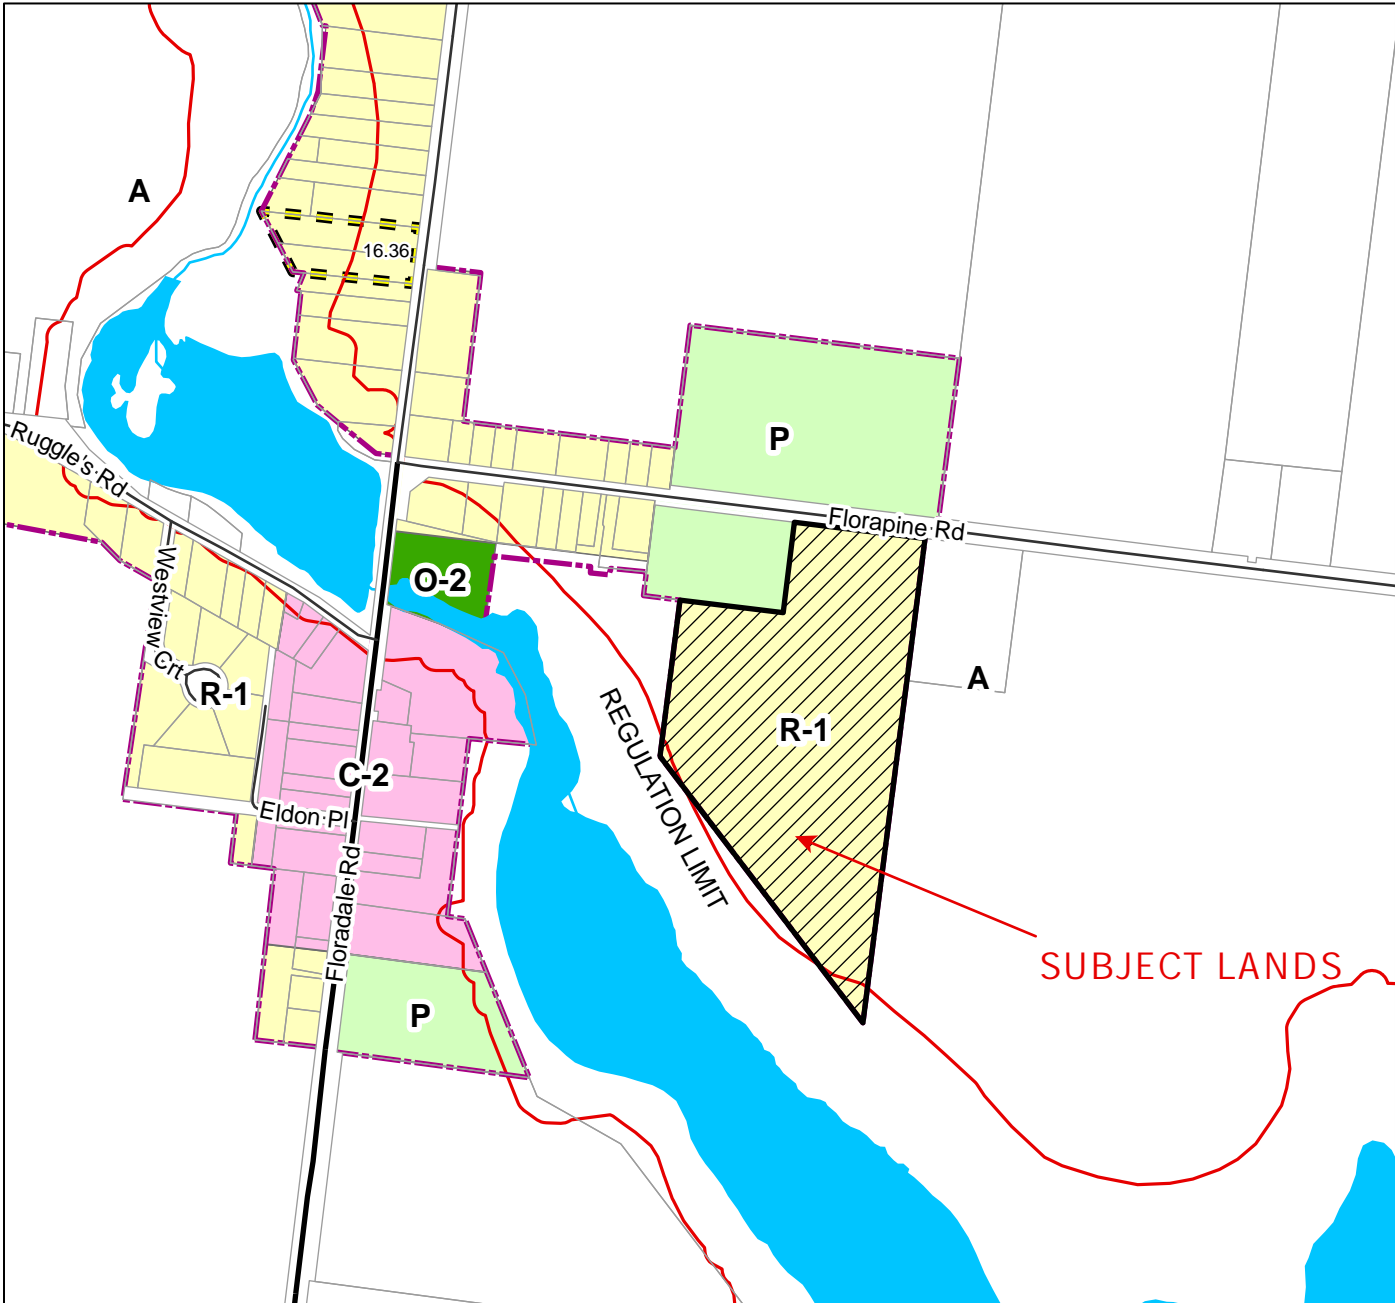 A
16.36
P
Ruggle's Rd
Florapine Rd
O-2
Westview Crt
R-1
A
R-1
REGULATION LIMIT
C-2
Eldon Pl
Floradale Rd
SUBJECT LANDS
P